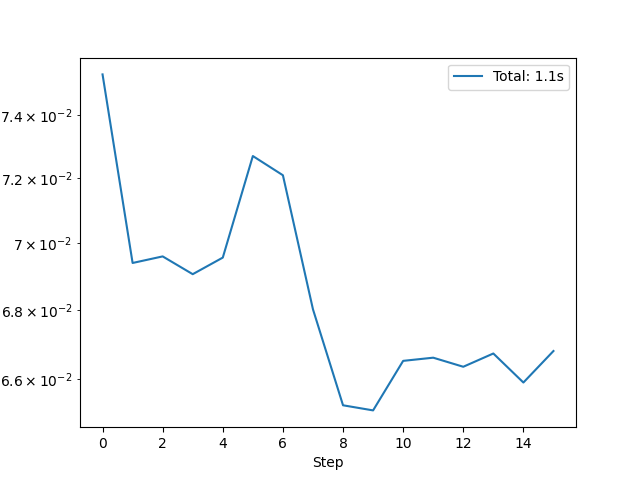 Total: 1.1s
7.4 × 10⁻²
7.2 × 10⁻²
7 × 10⁻²
6.8 × 10⁻²
6.6 × 10⁻²
0 2 4 6 8 10 12 14
Step